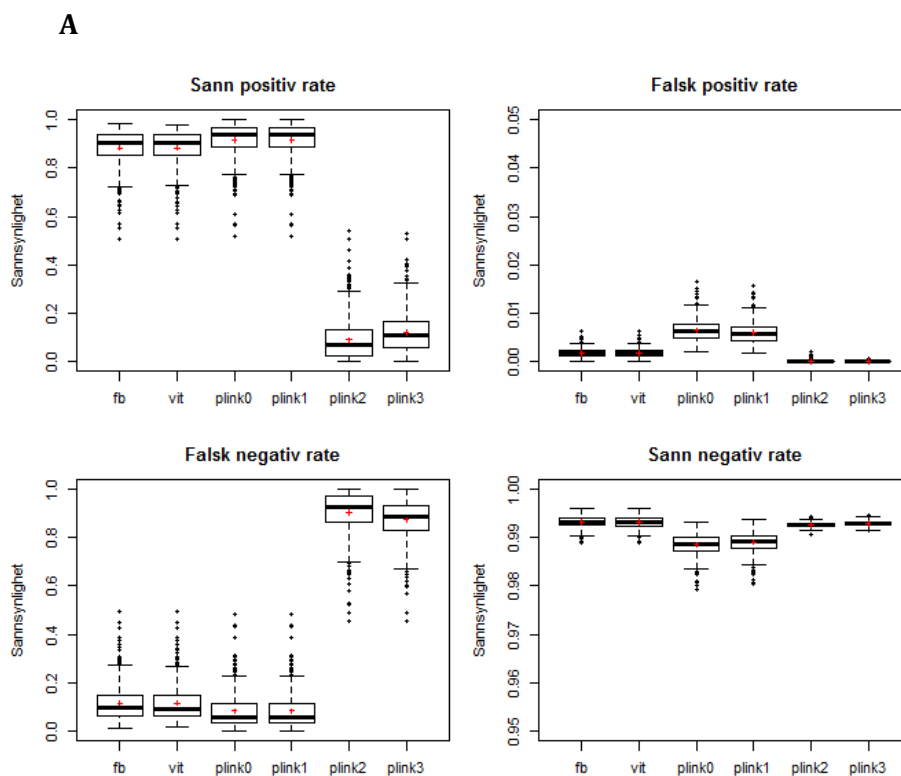 A
Sann positiv rate
Sannsynlighet
0.0 0.2 0.4 0.6 0.8 1.0
fb vit plink0 plink1 plink2 plink3
Falsk positiv rate
Sannsynlighet
0.00 0.01 0.02 0.03 0.04 0.05
fb vit plink0 plink1 plink2 plink3
Falsk negativ rate
Sannsynlighet
0.0 0.2 0.4 0.6 0.8 1.0
fb vit plink0 plink1 plink2 plink3
Sann negativ rate
Sannsynlighet
0.95 0.96 0.97 0.98 0.99 1.00
fb vit plink0 plink1 plink2 plink3